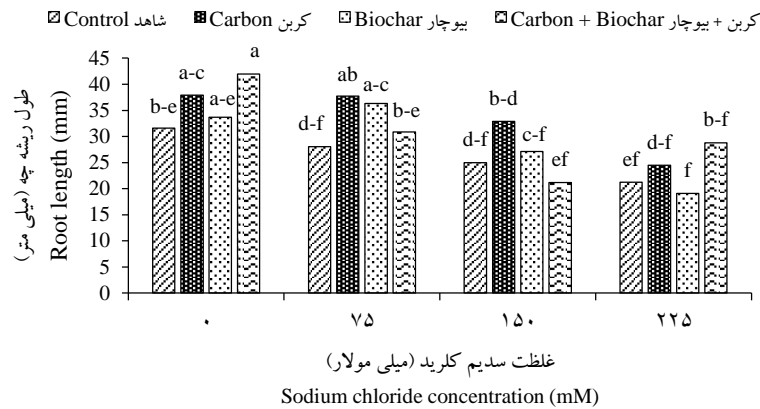 Control شاهد Carbon کربن Biochar بیوچار Carbon + Biochar کربن + بیوچار
طول ریشه چه (میلی متر)
Root length (mm)
45
40
35
30
25
20
15
10
5
0
b-e a-c a-e a
d-f ab a-c b-e
d-f b-d c-f ef
ef d-f f b-f
۰ ۷۵ ۱۵۰ ۲۲۵
غلظت سدیم کلرید (میلی مولار)
Sodium chloride concentration (mM)